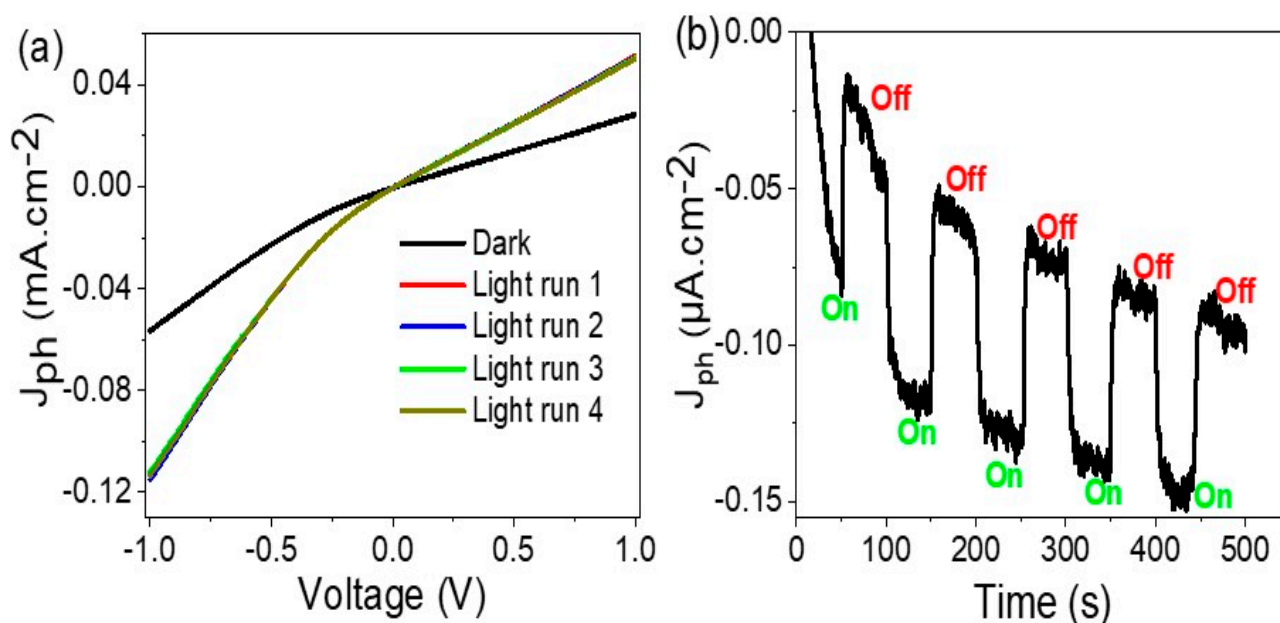 (a)
J_ph (mA.cm⁻²)
0.04
0.00
-0.04
-0.08
-0.12
Dark
Light run 1
Light run 2
Light run 3
Light run 4
-1.0 -0.5 0.0 0.5 1.0
Voltage (V)
(b)
J_ph (µA.cm⁻²)
0.00
-0.05
-0.10
-0.15
Off
Off
Off
Off
Off
On
On
On
On
On
0 100 200 300 400 500
Time (s)